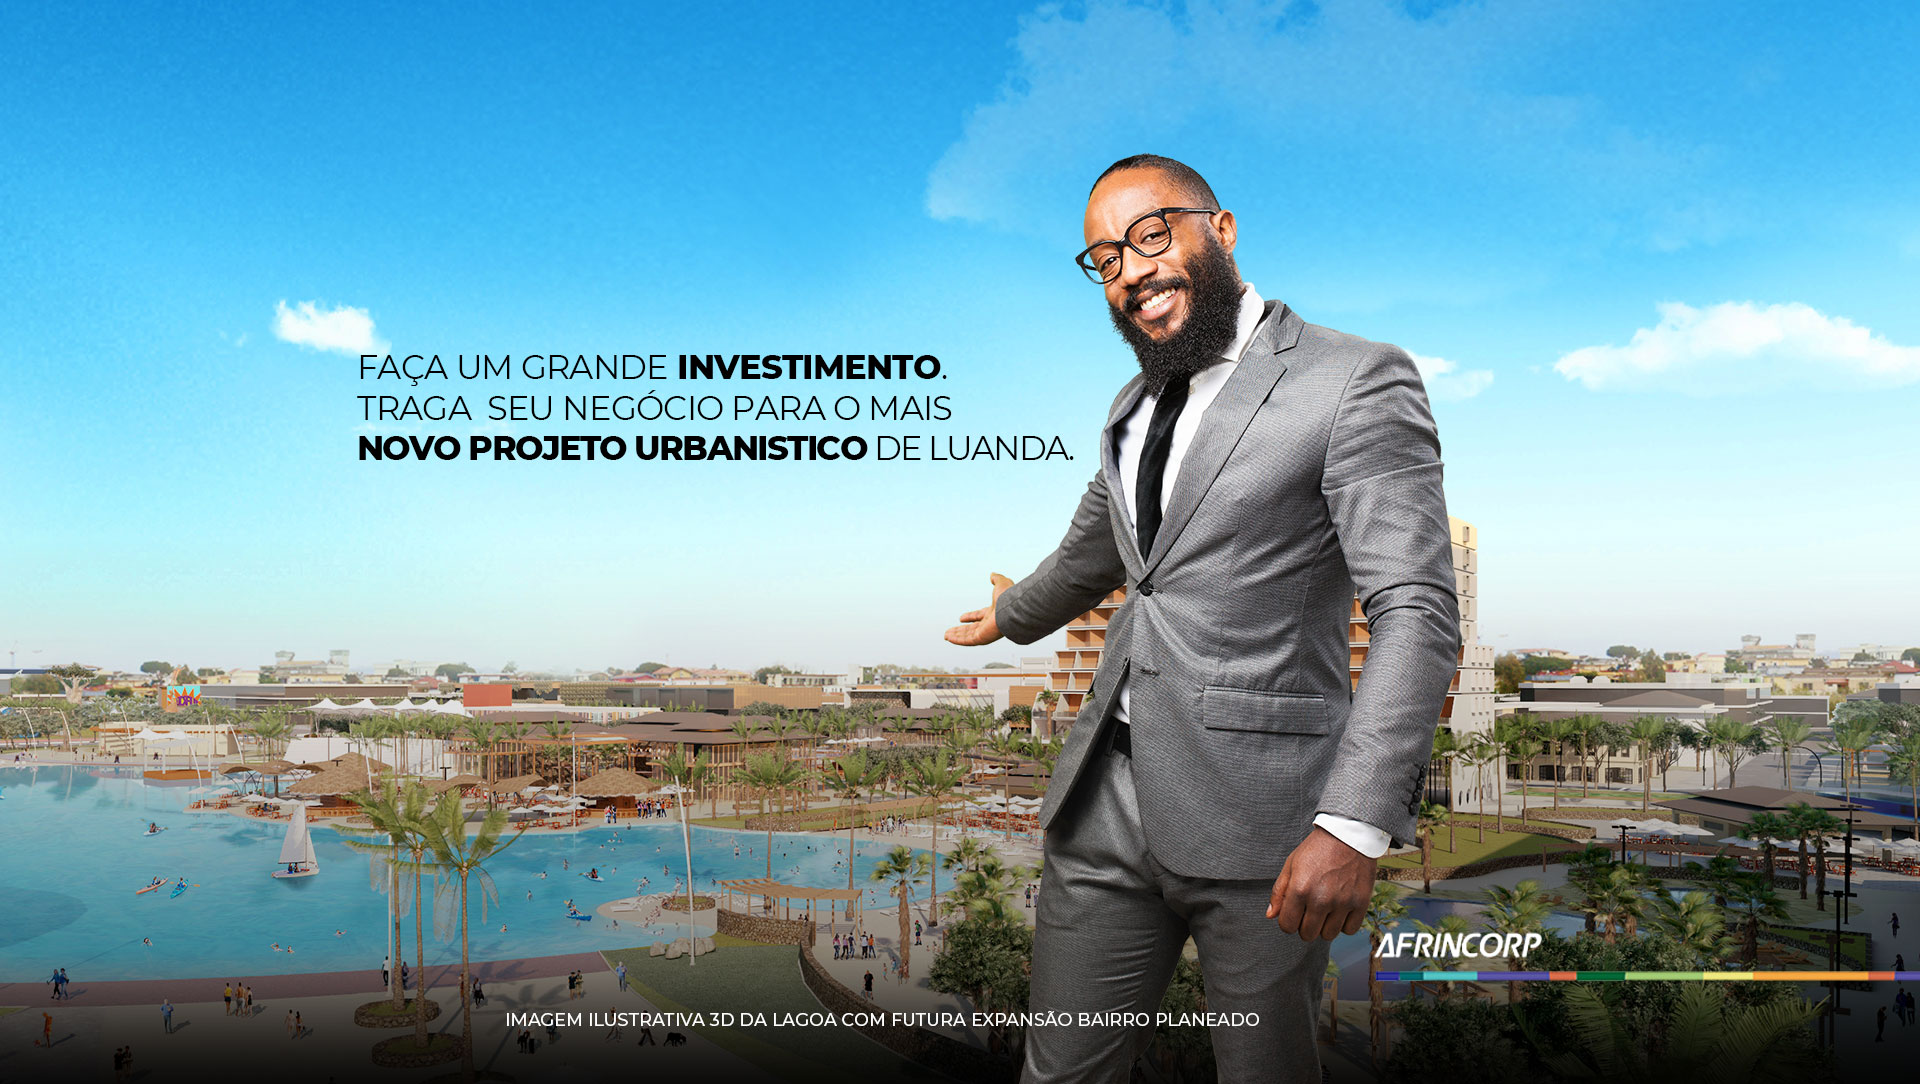 FAÇA UM GRANDE INVESTIMENTO.
TRAGA SEU NEGÓCIO PARA O MAIS
NOVO PROJETO URBANISTICO DE LUANDA.
AFRINCORP
IMAGEM ILUSTRATIVA 3D DA LAGOA COM FUTURA EXPANSÃO BAIRRO PLANEADO